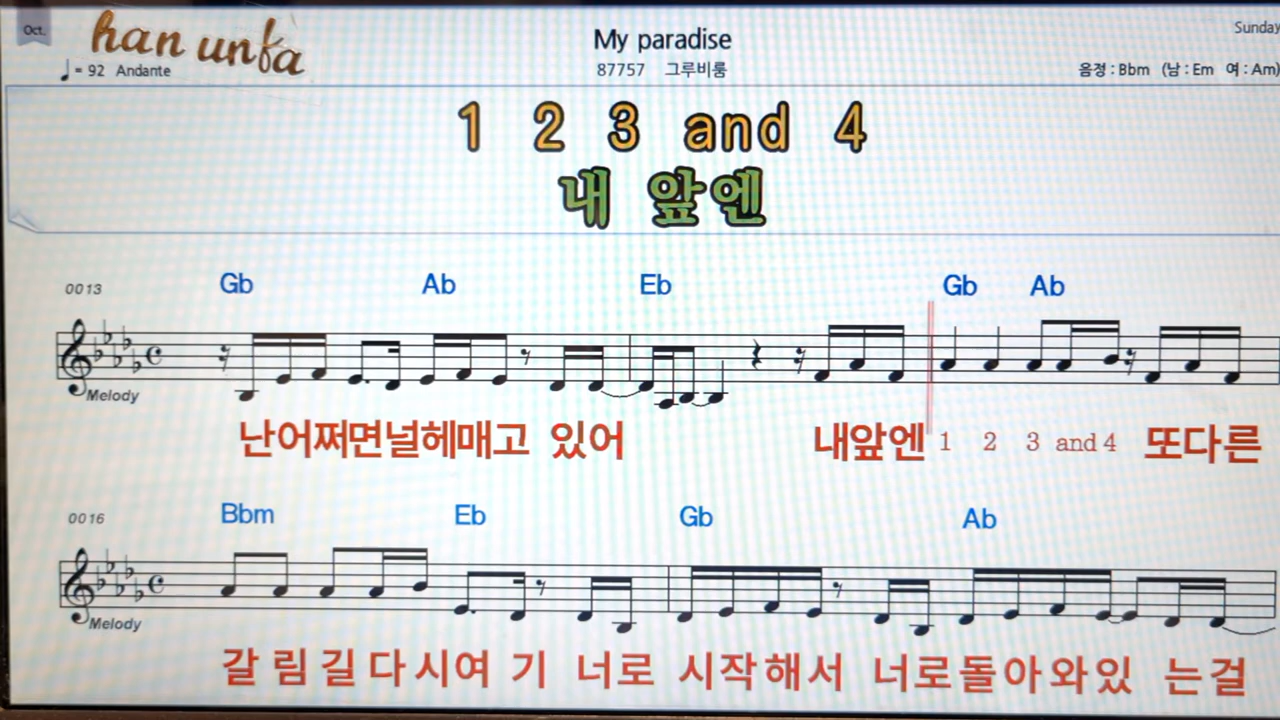 Oct.
han unfa
Sunday
My paradise
= 92 Andante
87757 그루비룸
음정 : Bbm (남 : Em 여 : Am)
1 2 3 and 4
내 앞엔
Gb Ab Eb Gb Ab
0013
Melody
난어쩌면널헤매고 있어 내앞엔 1 2 3 and 4 또다른
Bbm Eb Gb Ab
0016
Melody
갈림길다시여기 너로 시작해서 너로돌아와있는걸